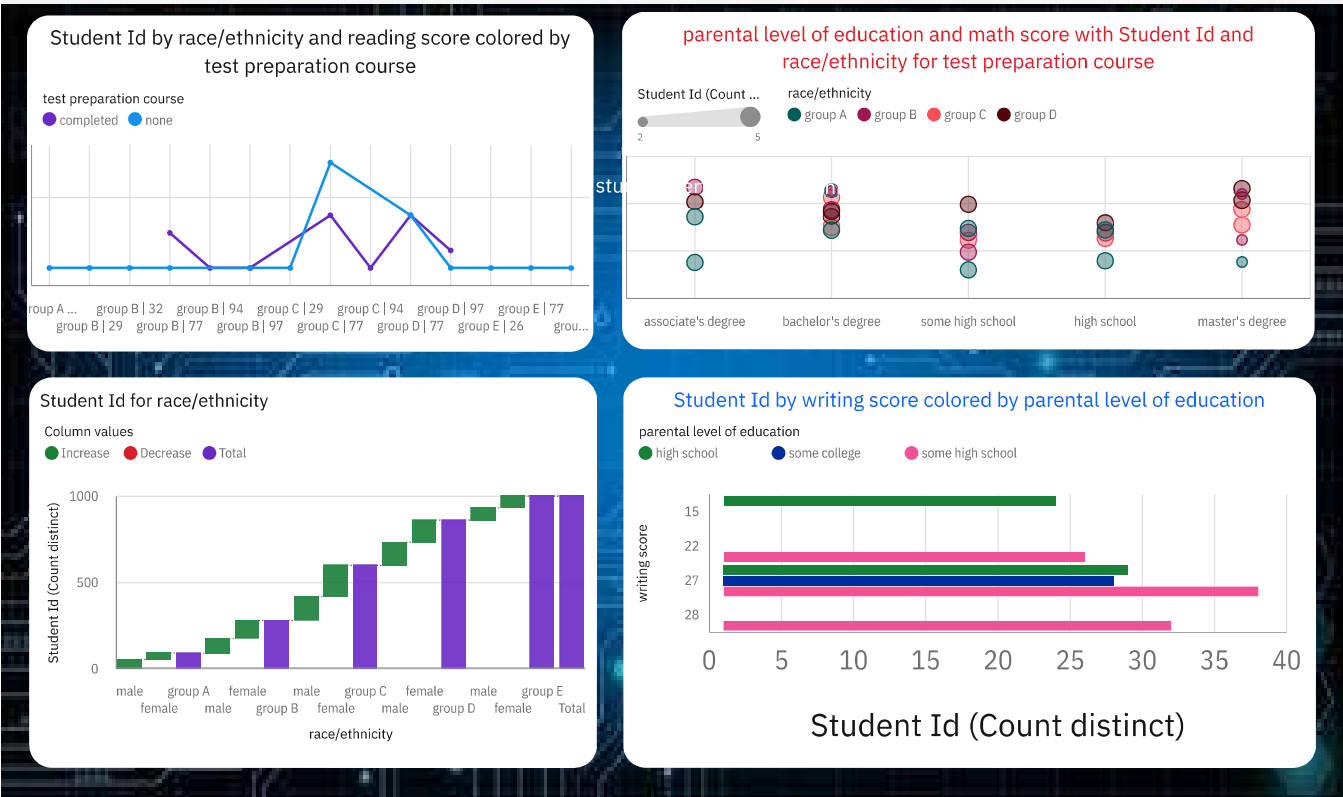 Student Id by race/ethnicity and reading score colored by
test preparation course
test preparation course
completed none
roup A ... group B | 32 group B | 94 group C | 29 group C | 94 group D | 97 group E | 77
group B | 29 group B | 77 group B | 97 group C | 77 group D | 77 group E | 26 grou...
parental level of education and math score with Student Id and
race/ethnicity for test preparation course
Student Id (Count ... race/ethnicity
group A group B group C group D
2 5
associate's degree bachelor's degree some high school high school master's degree
Student Id for race/ethnicity
Column values
Increase Decrease Total
1000
500
0
Student Id (Count distinct)
male group A female male group C female male group E
female male group B female male group D female Total
race/ethnicity
Student Id by writing score colored by parental level of education
parental level of education
high school some college some high school
writing score
15
22
27
28
0 5 10 15 20 25 30 35 40
Student Id (Count distinct)